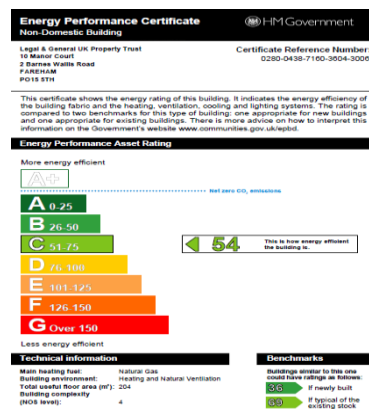 Energy Performance Certificate
HM Government
Non-Domestic Building
Legal & General UK Property Trust
10 Manor Court
2 Barnes Wallis Road
FAREHAM
PO15 5TH
Certificate Reference Number:
0280-0438-7160-3604-3006
This certificate shows the energy rating of this building. It indicates the energy efficiency of
the building fabric and the heating, ventilation, cooling and lighting systems. The rating is
compared to two benchmarks for this type of building: one appropriate for new buildings
and one appropriate for existing buildings. There is more advice on how to interpret this
information on the Government's website www.communities.gov.uk/epbd.
Energy Performance Asset Rating
More energy efficient
A+
Net zero CO₂ emissions
A 0-25
B 26-50
C 51-75
54
This is how energy efficient
the building is.
D 76-100
E 101-125
F 126-150
G Over 150
Less energy efficient
Technical information
Main heating fuel: Natural Gas
Building environment: Heating and Natural Ventilation
Total useful floor area (m²): 204
Building complexity
(NOS level): 4
Benchmarks
Buildings similar to this one
could have ratings as follows:
36 If newly built
69 If typical of the
existing stock